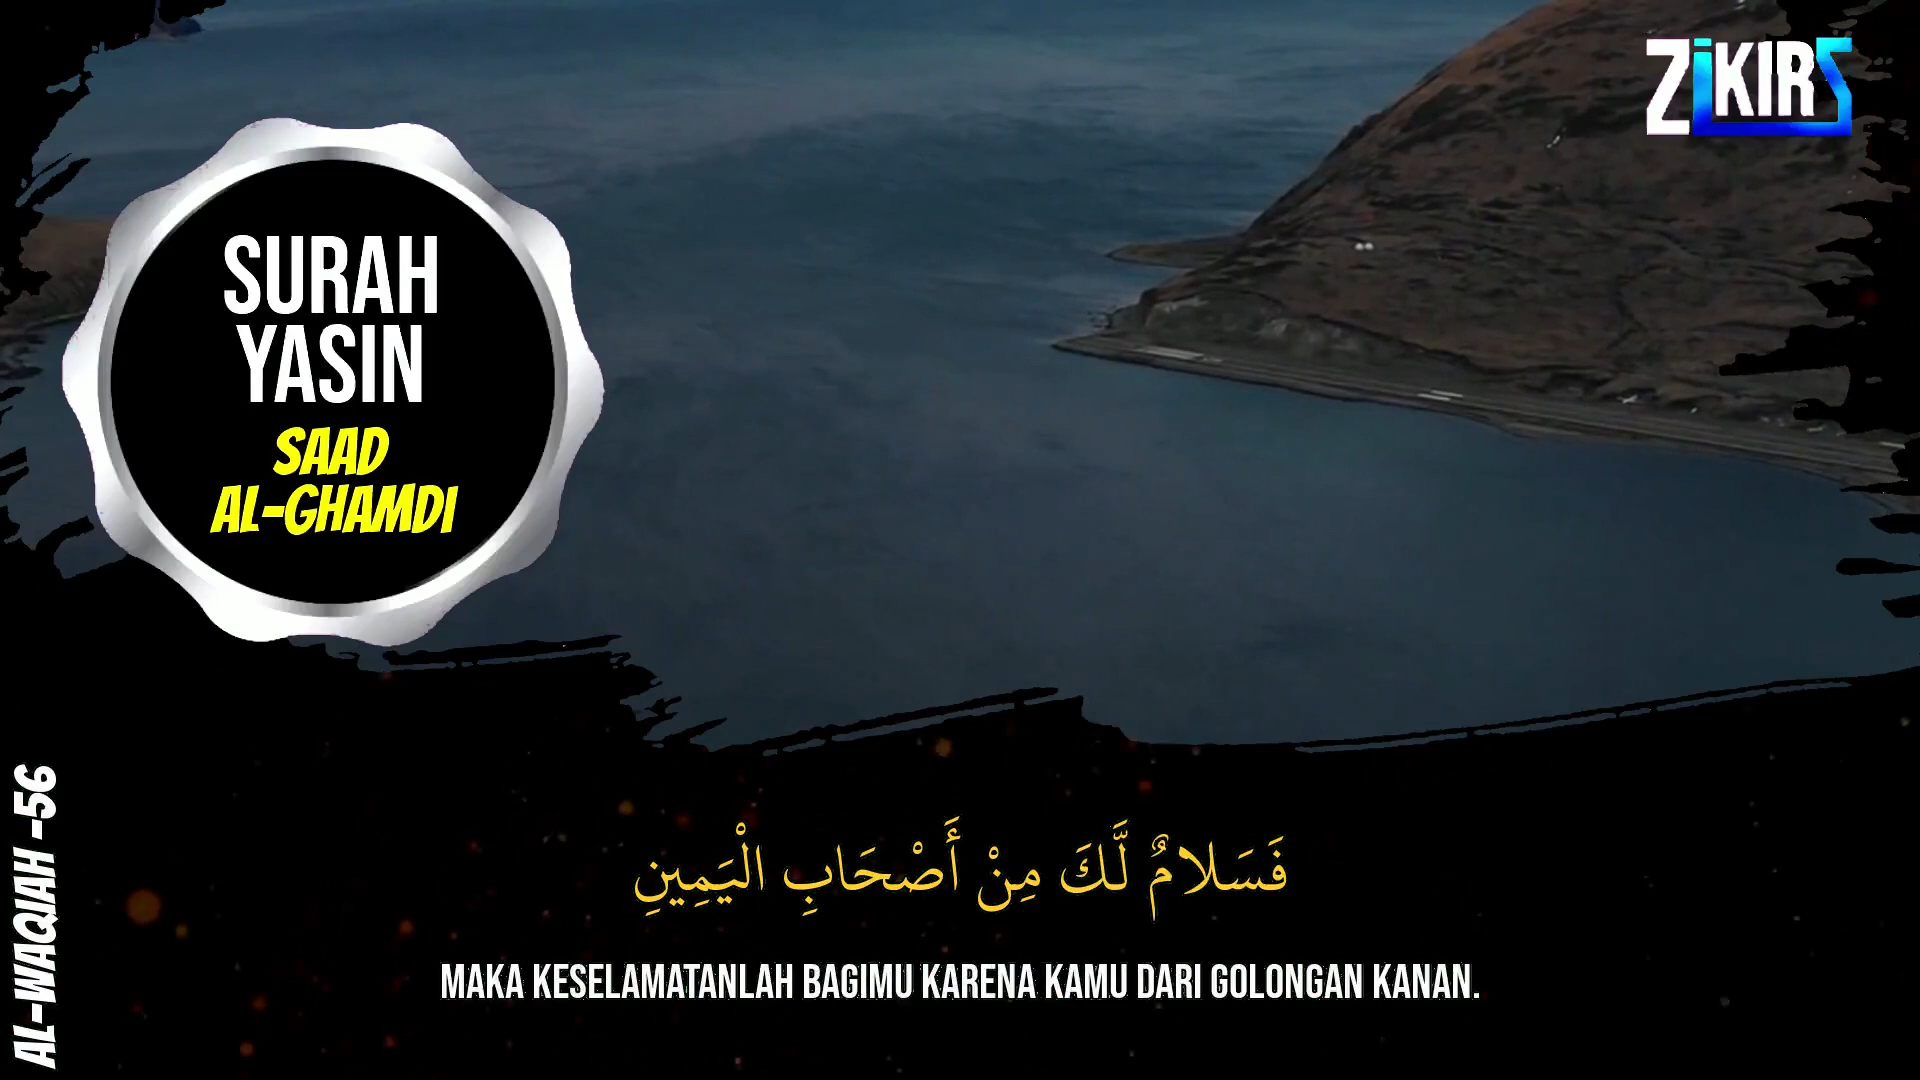 ZIKIRS
SURAH
YASIN
SAAD
AL-GHAMDI
AL-WAQIAH -56
فَسَلامٌ لَّكَ مِنْ أَصْحَابِ الْيَمِينِ
MAKA KESELAMATANLAH BAGIMU KARENA KAMU DARI GOLONGAN KANAN.